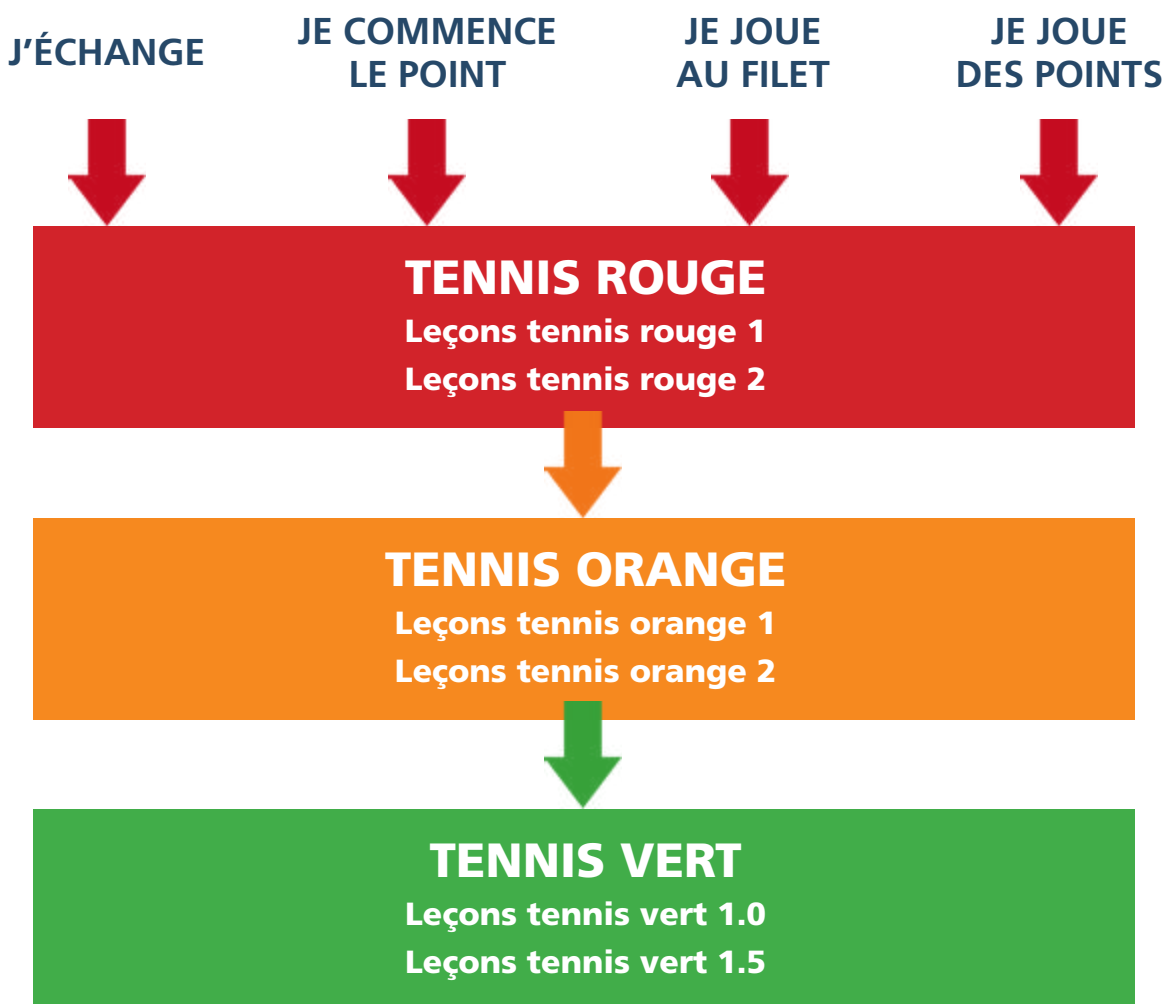 J’ÉCHANGE
JE COMMENCE
LE POINT
JE JOUE
AU FILET
JE JOUE
DES POINTS
TENNIS ROUGE
Leçons tennis rouge 1
Leçons tennis rouge 2
TENNIS ORANGE
Leçons tennis orange 1
Leçons tennis orange 2
TENNIS VERT
Leçons tennis vert 1.0
Leçons tennis vert 1.5